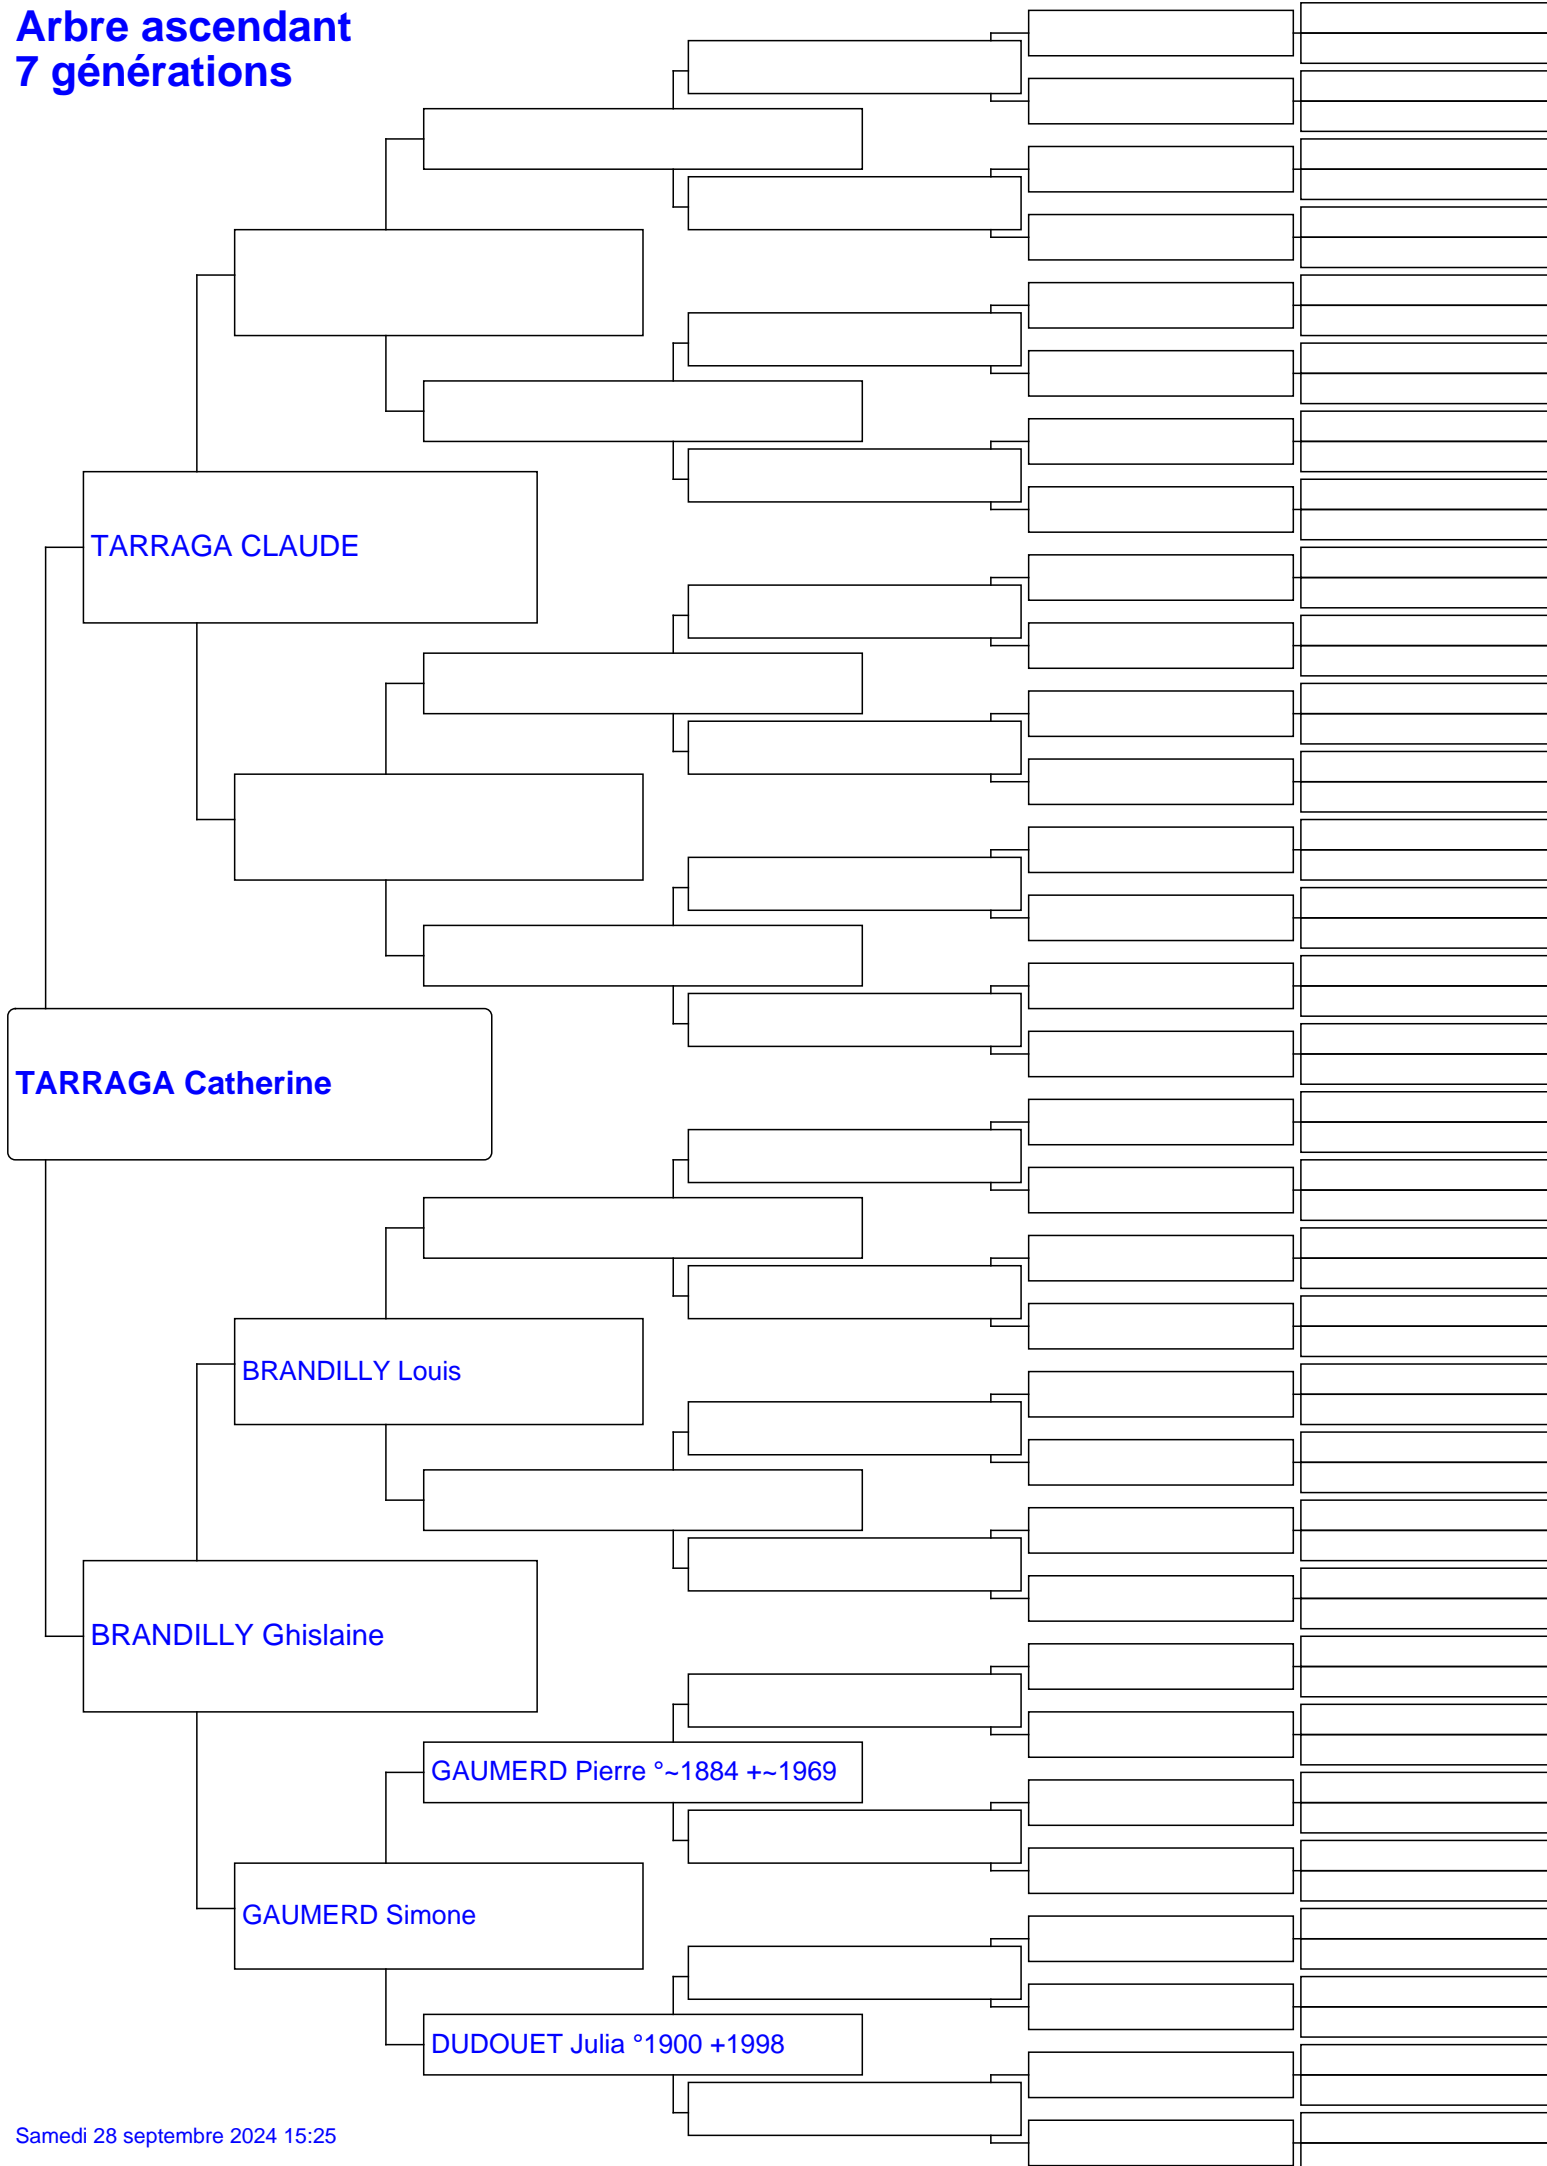 Arbre ascendant
7 générations
TARRAGA CLAUDE
TARRAGA Catherine
BRANDILLY Louis
BRANDILLY Ghislaine
GAUMERD Pierre °~1884 +~1969
GAUMERD Simone
DUDOUET Julia °1900 +1998
Samedi 28 septembre 2024 15:25